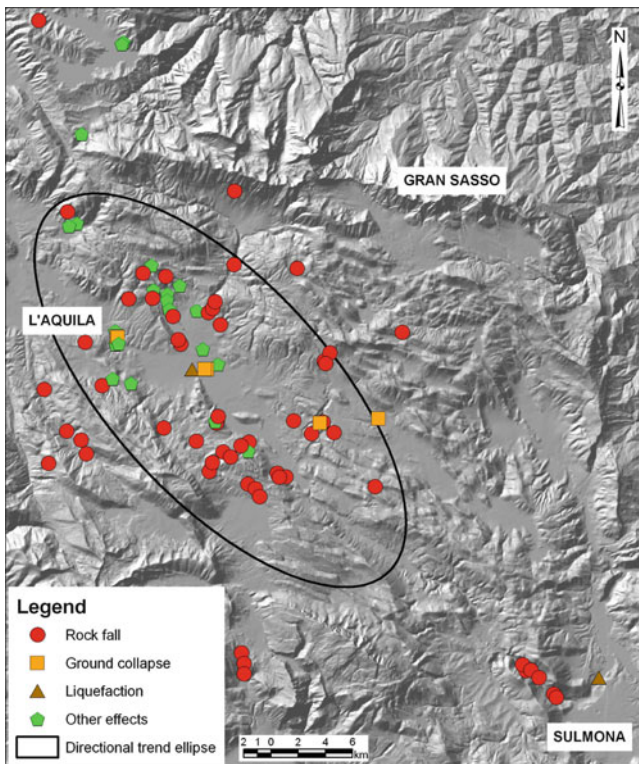 N
GRAN SASSO
L'AQUILA
Legend
Rock fall
Ground collapse
Liquefaction
Other effects
Directional trend ellipse
2 1 0 2 4 6
km
SULMONA